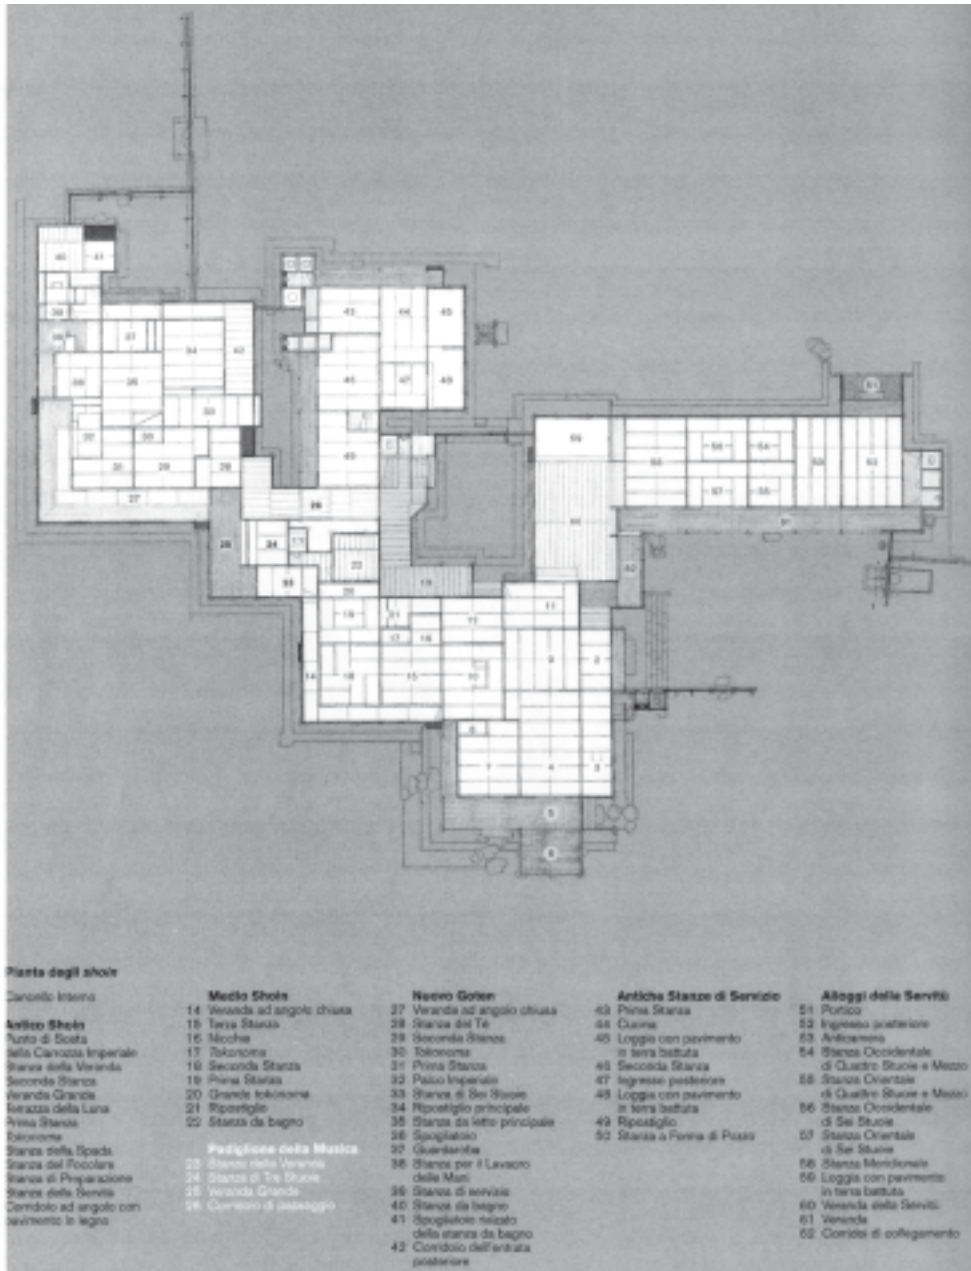 Pianta degli shoin
Cancello Interno
Antico Shoin
Punto di Sosta
della Carrozza Imperiale
Stanza della Veranda
Seconda Stanza
Veranda Grande
Terrazza della Luna
Prima Stanza
Tokonoma
Stanza della Spada
Stanza del Focolare
Stanza di Preparazione
Stanza della Servitù
Corridoio ad angolo con
pavimento in legno
Medio Shoin
14 Veranda ad angolo chiusa
15 Terza Stanza
16 Nicchia
17 Tokonoma
18 Seconda Stanza
19 Prima Stanza
20 Grande tokonoma
21 Ripostiglio
22 Stanza da bagno
Padiglione della Musica
23 Stanza della Veranda
24 Stanza di Tre Stuoie
25 Veranda Grande
26 Corridoio di passaggio
Nuovo Goten
27 Veranda ad angolo chiusa
28 Stanza del Tè
29 Seconda Stanza
30 Tokonoma
31 Prima Stanza
32 Palco Imperiale
33 Stanza di Sei Stuoie
34 Ripostiglio principale
35 Stanza da letto principale
36 Spogliatoio
37 Guardaroba
38 Stanza per il Lavacro
delle Mani
39 Stanza di servizio
40 Stanza da bagno
41 Spogliatoio rialzato
della stanza da bagno
42 Corridoio dell'entrata
posteriore
Antiche Stanze di Servizio
43 Prima Stanza
44 Cucina
45 Loggia con pavimento
in terra battuta
46 Seconda Stanza
47 Ingresso posteriore
48 Loggia con pavimento
in terra battuta
49 Ripostiglio
50 Stanza a Forma di Pozzo
Alloggi della Servitù
51 Portico
52 Ingresso posteriore
53 Anticamera
54 Stanza Occidentale
di Quattro Stuoie e Mezzo
55 Stanza Orientale
di Quattro Stuoie e Mezzo
56 Stanza Occidentale
di Sei Stuoie
57 Stanza Orientale
di Sei Stuoie
58 Stanza Meridionale
59 Loggia con pavimento
in terra battuta
60 Veranda della Servitù
61 Veranda
62 Corridoi di collegamento